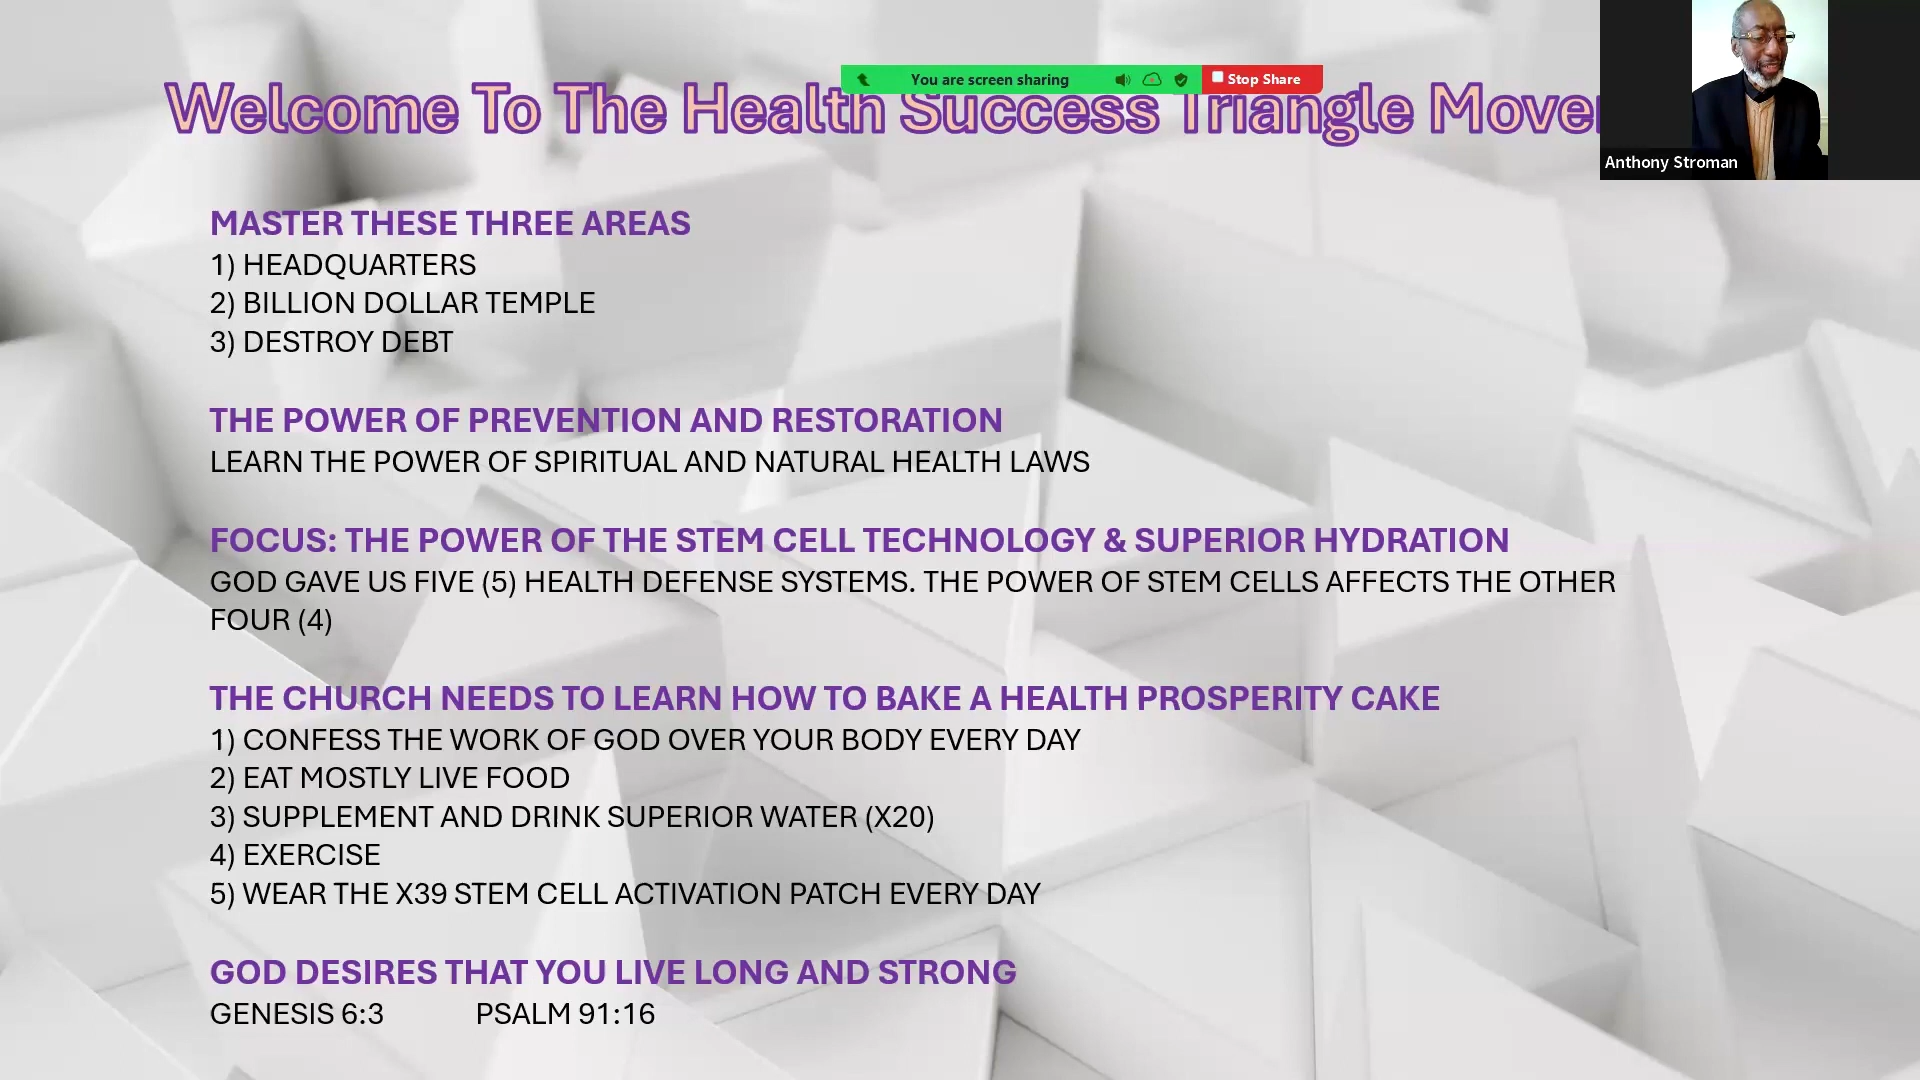 You are screen sharing Stop Share
Welcome To The Health Success Triangle
Anthony Stroman
MASTER THESE THREE AREAS
1) HEADQUARTERS
2) BILLION DOLLAR TEMPLE
3) DESTROY DEBT
THE POWER OF PREVENTION AND RESTORATION
LEARN THE POWER OF SPIRITUAL AND NATURAL HEALTH LAWS
FOCUS: THE POWER OF THE STEM CELL TECHNOLOGY & SUPERIOR HYDRATION
GOD GAVE US FIVE (5) HEALTH DEFENSE SYSTEMS. THE POWER OF STEM CELLS AFFECTS THE OTHER
FOUR (4)
THE CHURCH NEEDS TO LEARN HOW TO BAKE A HEALTH PROSPERITY CAKE
1) CONFESS THE WORK OF GOD OVER YOUR BODY EVERY DAY
2) EAT MOSTLY LIVE FOOD
3) SUPPLEMENT AND DRINK SUPERIOR WATER (X20)
4) EXERCISE
5) WEAR THE X39 STEM CELL ACTIVATION PATCH EVERY DAY
GOD DESIRES THAT YOU LIVE LONG AND STRONG
GENESIS 6:3 PSALM 91:16